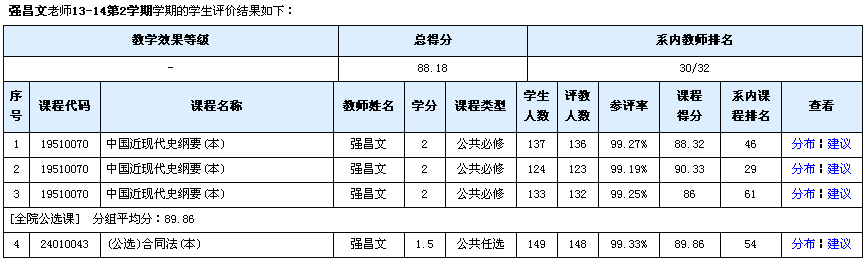 强昌文老师13-14第2学期学期的学生评价结果如下：
教学效果等级 总得分 系内教师排名
- 88.18 30/32
序号 课程代码 课程名称 教师姓名 学分 课程类型 学生人数 评教人数 参评率 课程得分 系内课程排名 查看
1 19510070 中国近现代史纲要(本) 强昌文 2 公共必修 137 136 99.27% 88.32 46 分布¦建议
2 19510070 中国近现代史纲要(本) 强昌文 2 公共必修 124 123 99.19% 90.33 29 分布¦建议
3 19510070 中国近现代史纲要(本) 强昌文 2 公共必修 133 132 99.25% 86 61 分布¦建议
[全院公选课] 分组平均分：89.86
4 24010043 (公选)合同法(本) 强昌文 1.5 公共任选 149 148 99.33% 89.86 54 分布¦建议